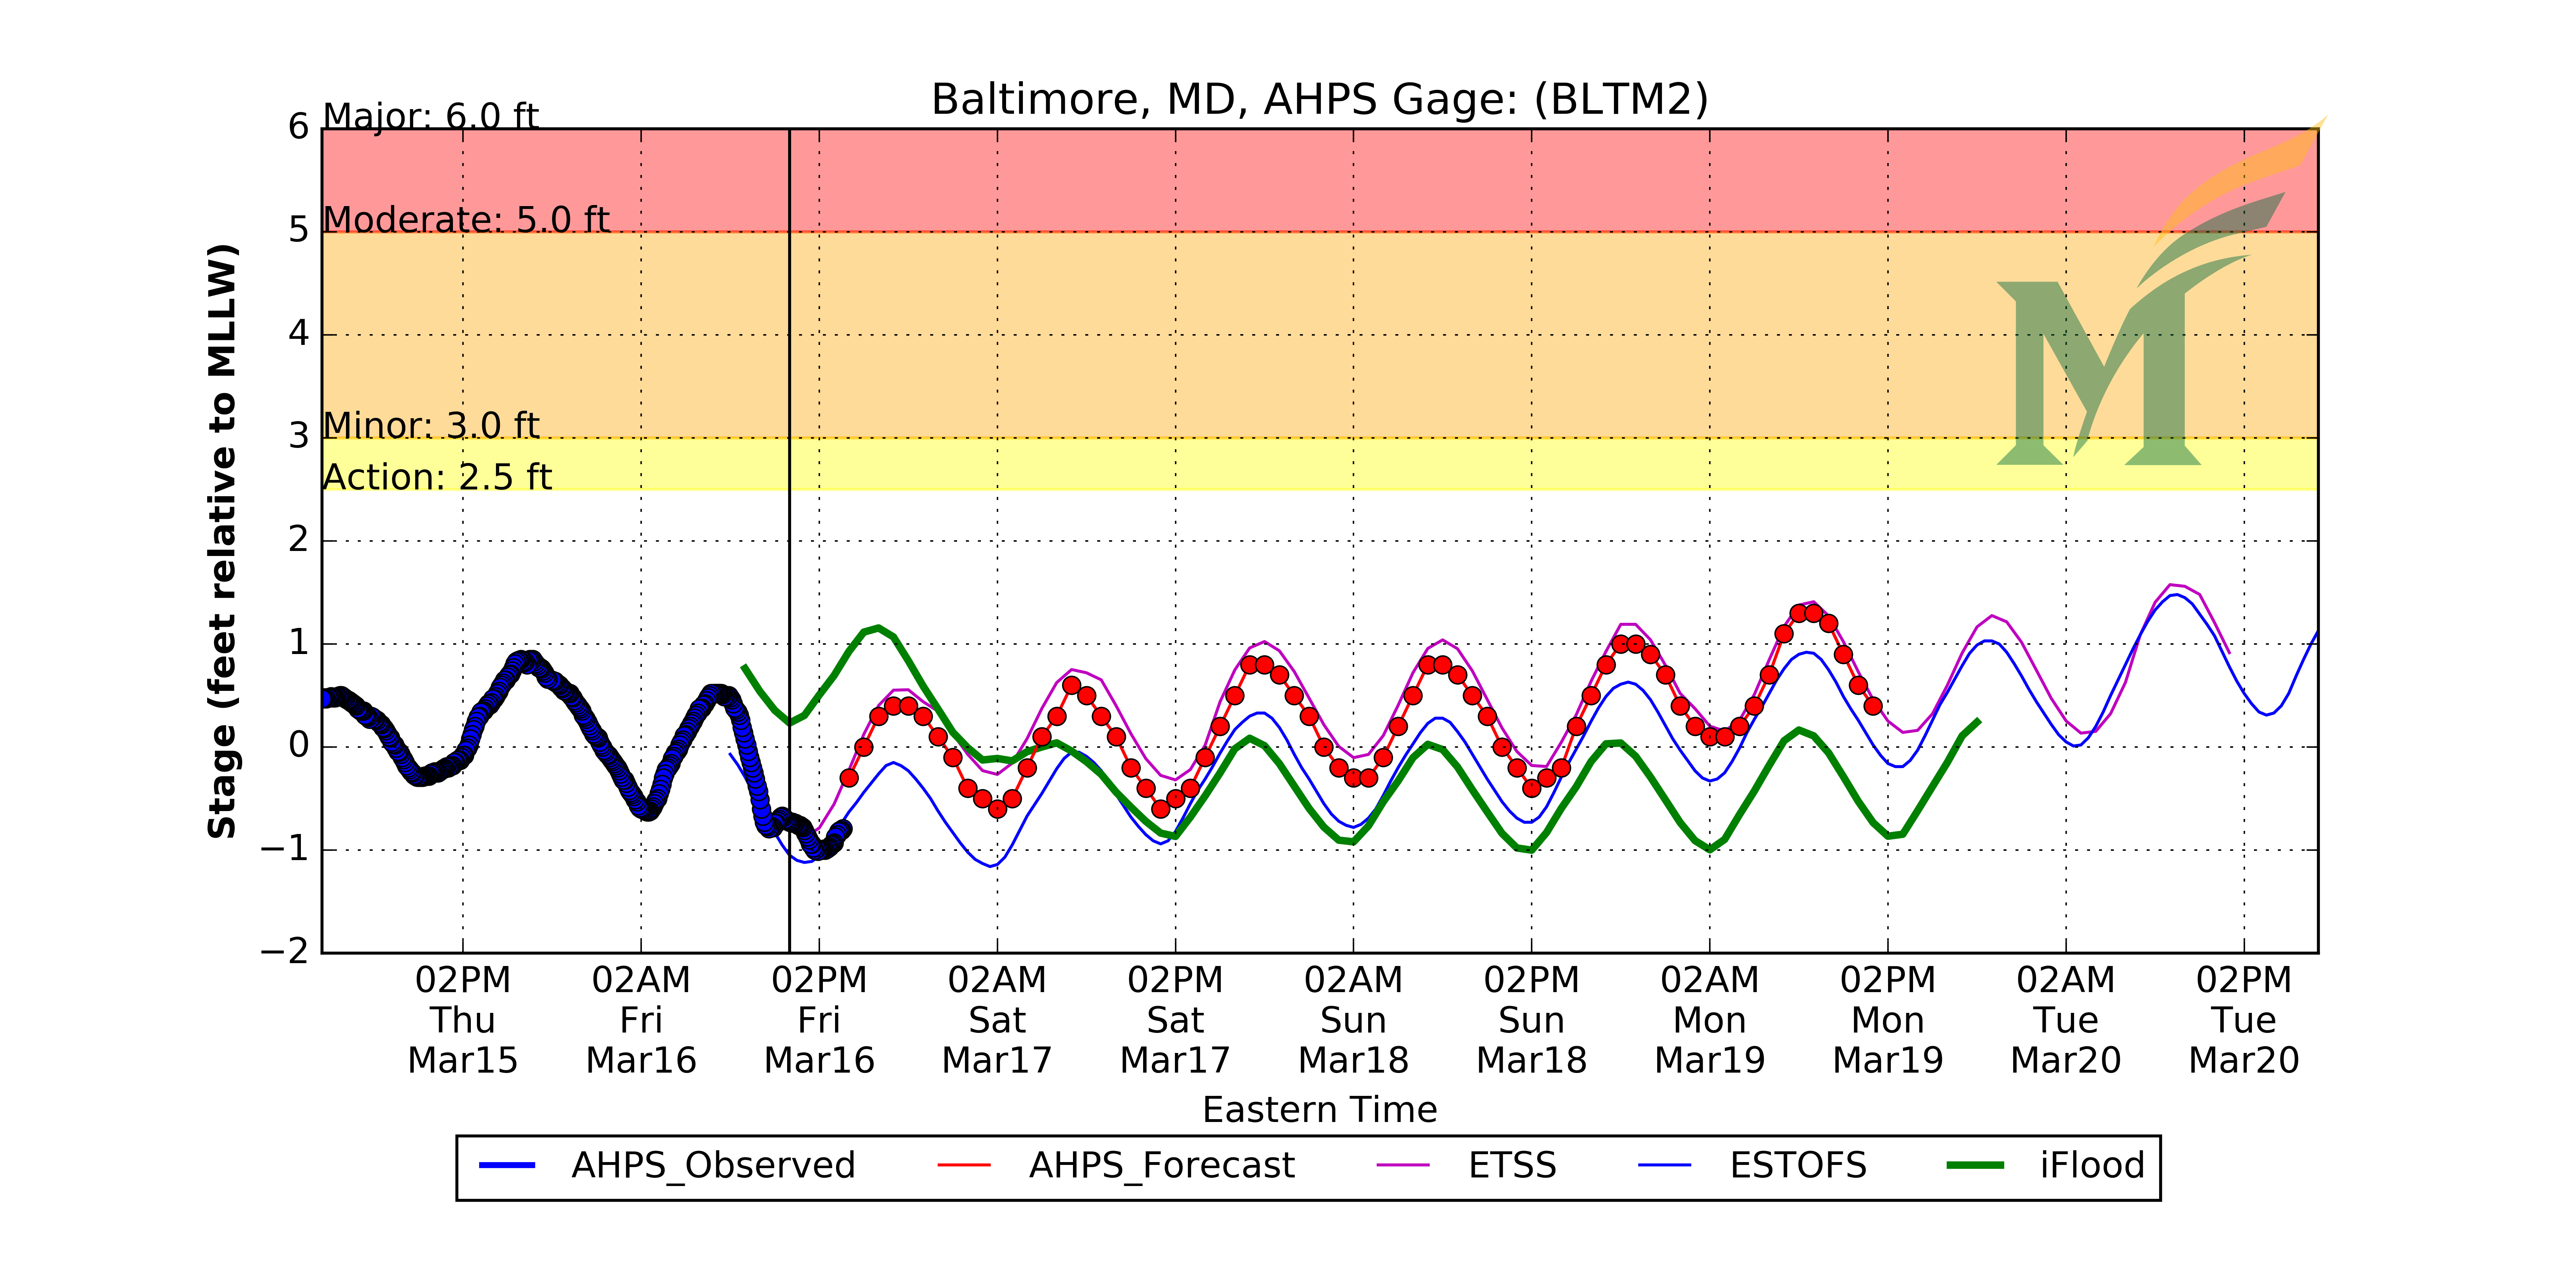 Baltimore, MD, AHPS Gage: (BLTM2)
Major: 6.0 ft
Moderate: 5.0 ft
Minor: 3.0 ft
Action: 2.5 ft
Stage (feet relative to MLLW)
6
5
4
3
2
1
0
−1
−2
02PM 02AM 02PM 02AM 02PM 02AM 02PM 02AM 02PM 02AM 02PM
Thu Fri Fri Sat Sat Sun Sun Mon Mon Tue Tue
Mar15 Mar16 Mar16 Mar17 Mar17 Mar18 Mar18 Mar19 Mar19 Mar20 Mar20
Eastern Time
AHPS_Observed AHPS_Forecast ETSS ESTOFS iFlood
M